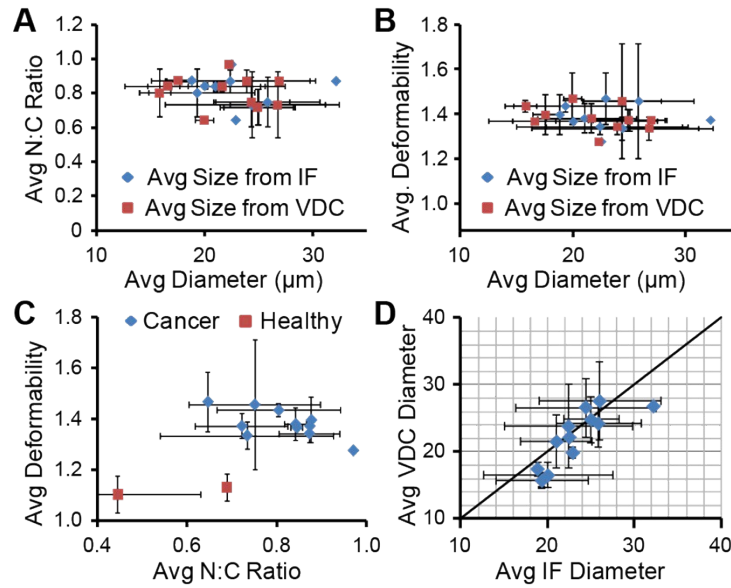 A
Avg N:C Ratio
1.2
1.0
0.8
0.6
0.4
0.2
0
Avg Size from IF
Avg Size from VDC
10 20 30
Avg Diameter (µm)
B
Avg. Deformability
1.8
1.6
1.4
1.2
1.0
Avg Size from IF
Avg Size from VDC
10 20 30
Avg Diameter (µm)
C
Avg Deformability
1.8
1.6
1.4
1.2
1.0
Cancer Healthy
0.4 0.6 0.8 1.0
Avg N:C Ratio
D
Avg VDC Diameter
40
30
20
10
10 20 30 40
Avg IF Diameter